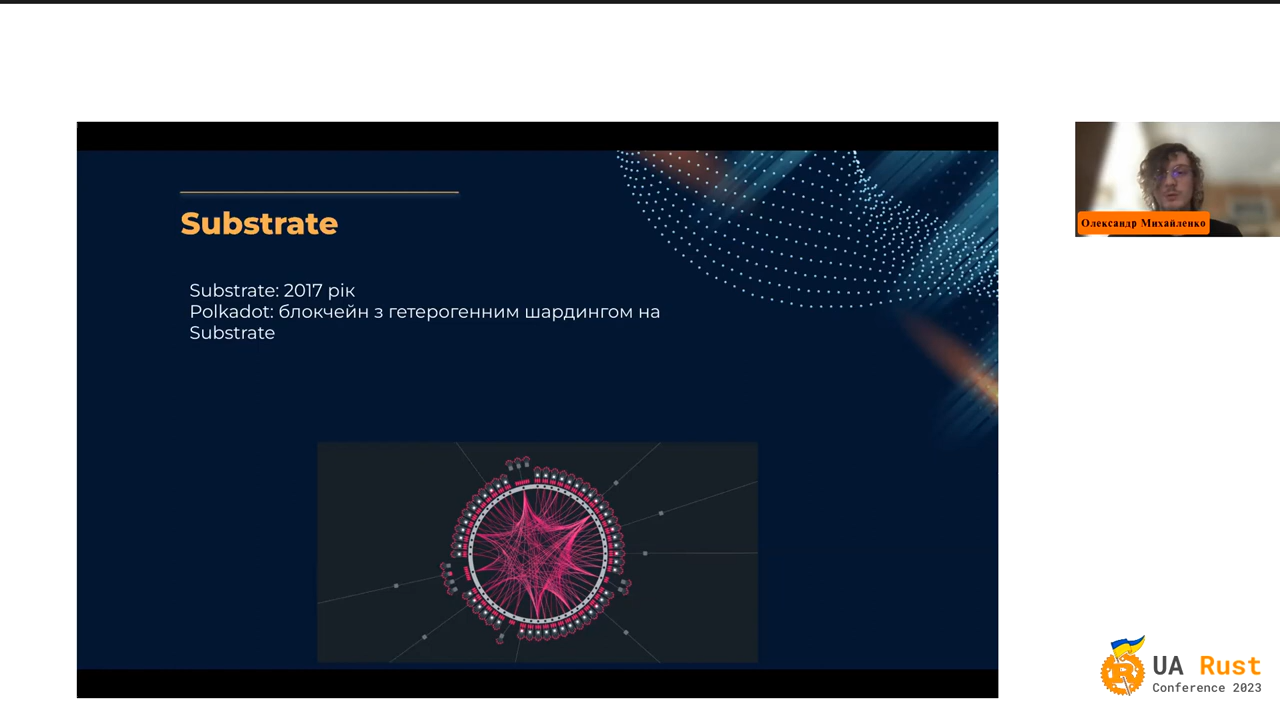 Substrate
Substrate: 2017 рік
Polkadot: блокчейн з гетерогенним шардингом на
Substrate
Олександр Михайленко
UA Rust
Conference 2023